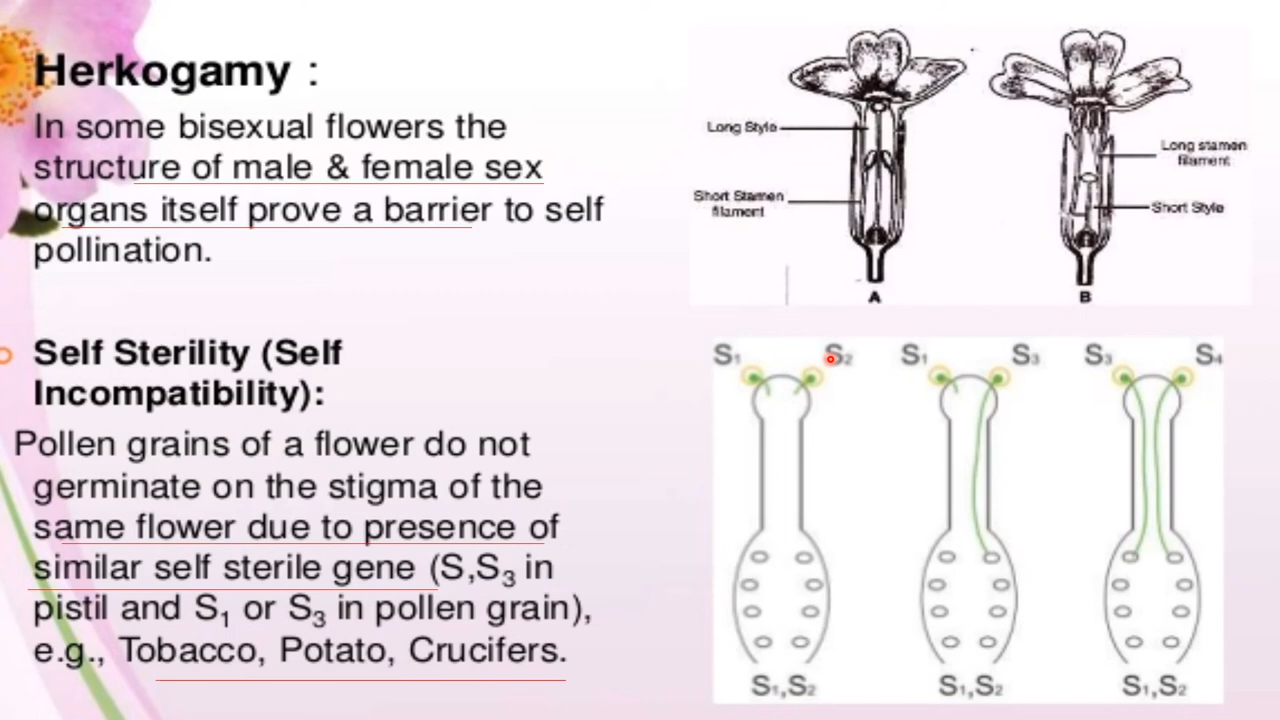 Herkogamy :
In some bisexual flowers the
structure of male & female sex
organs itself prove a barrier to self
pollination.
Self Sterility (Self
Incompatibility):
Pollen grains of a flower do not
germinate on the stigma of the
same flower due to presence of
similar self sterile gene (S,S₃ in
pistil and S₁ or S₃ in pollen grain),
e.g., Tobacco, Potato, Crucifers.
Long Style
Short Stamen
filament
A
Long stamen
filament
Short Style
B
S₁ S₂ S₁ S₃ S₃ S₄
S₁,S₂ S₁,S₂ S₁,S₂